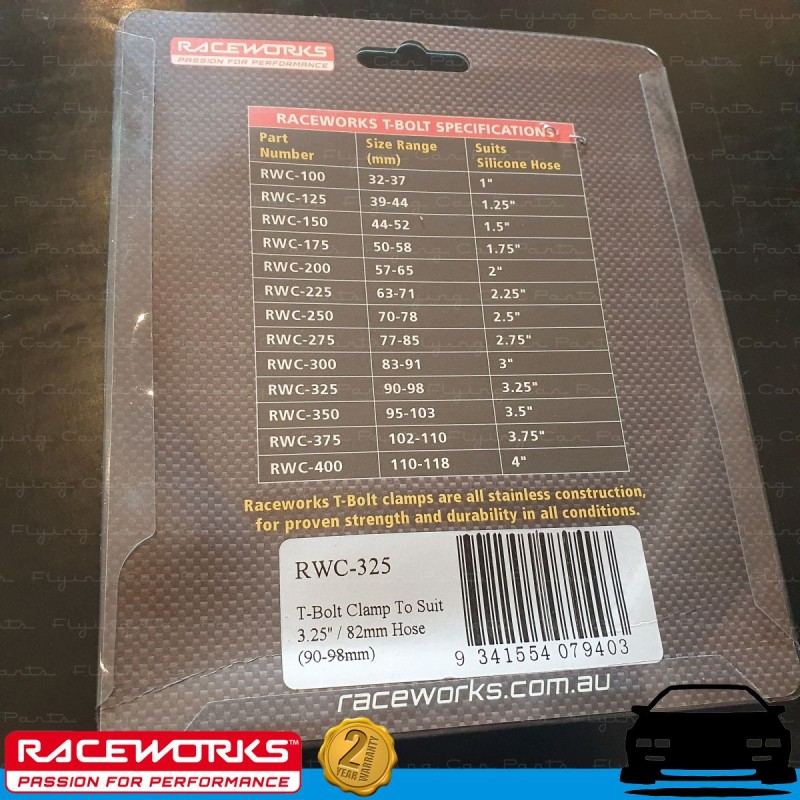 RACEWORKS
PASSION FOR PERFORMANCE
RACEWORKS T-BOLT SPECIFICATIONS
Part Number Size Range (mm) Suits Silicone Hose
RWC-100 32-37 1"
RWC-125 39-44 1.25"
RWC-150 44-52 1.5"
RWC-175 50-58 1.75"
RWC-200 57-65 2"
RWC-225 63-71 2.25"
RWC-250 70-78 2.5"
RWC-275 77-85 2.75"
RWC-300 83-91 3"
RWC-325 90-98 3.25"
RWC-350 95-103 3.5"
RWC-375 102-110 3.75"
RWC-400 110-118 4"
Raceworks T-Bolt clamps are all stainless construction,
for proven strength and durability in all conditions.
RWC-325
T-Bolt Clamp To Suit
3.25" / 82mm Hose
(90-98mm)
9 341554 079403
raceworks.com.au
RACEWORKS™
PASSION FOR PERFORMANCE
2
YEAR WARRANTY
Flying Car Parts